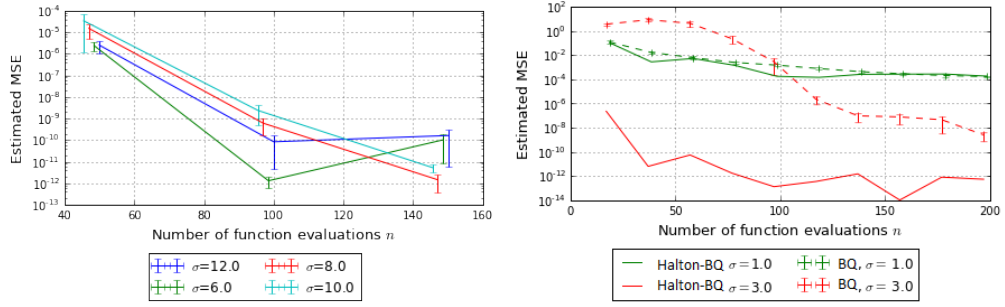 Estimated MSE
10^-4
10^-5
10^-6
10^-7
10^-8
10^-9
10^-10
10^-11
10^-12
10^-13
40 60 80 100 120 140 160
Number of function evaluations n
σ=12.0 σ=8.0
σ=6.0 σ=10.0
Estimated MSE
10^2
10^0
10^-2
10^-4
10^-6
10^-8
10^-10
10^-12
10^-14
0 50 100 150 200
Number of function evaluations n
Halton-BQ σ=1.0 BQ, σ= 1.0
Halton-BQ σ=3.0 BQ, σ= 3.0